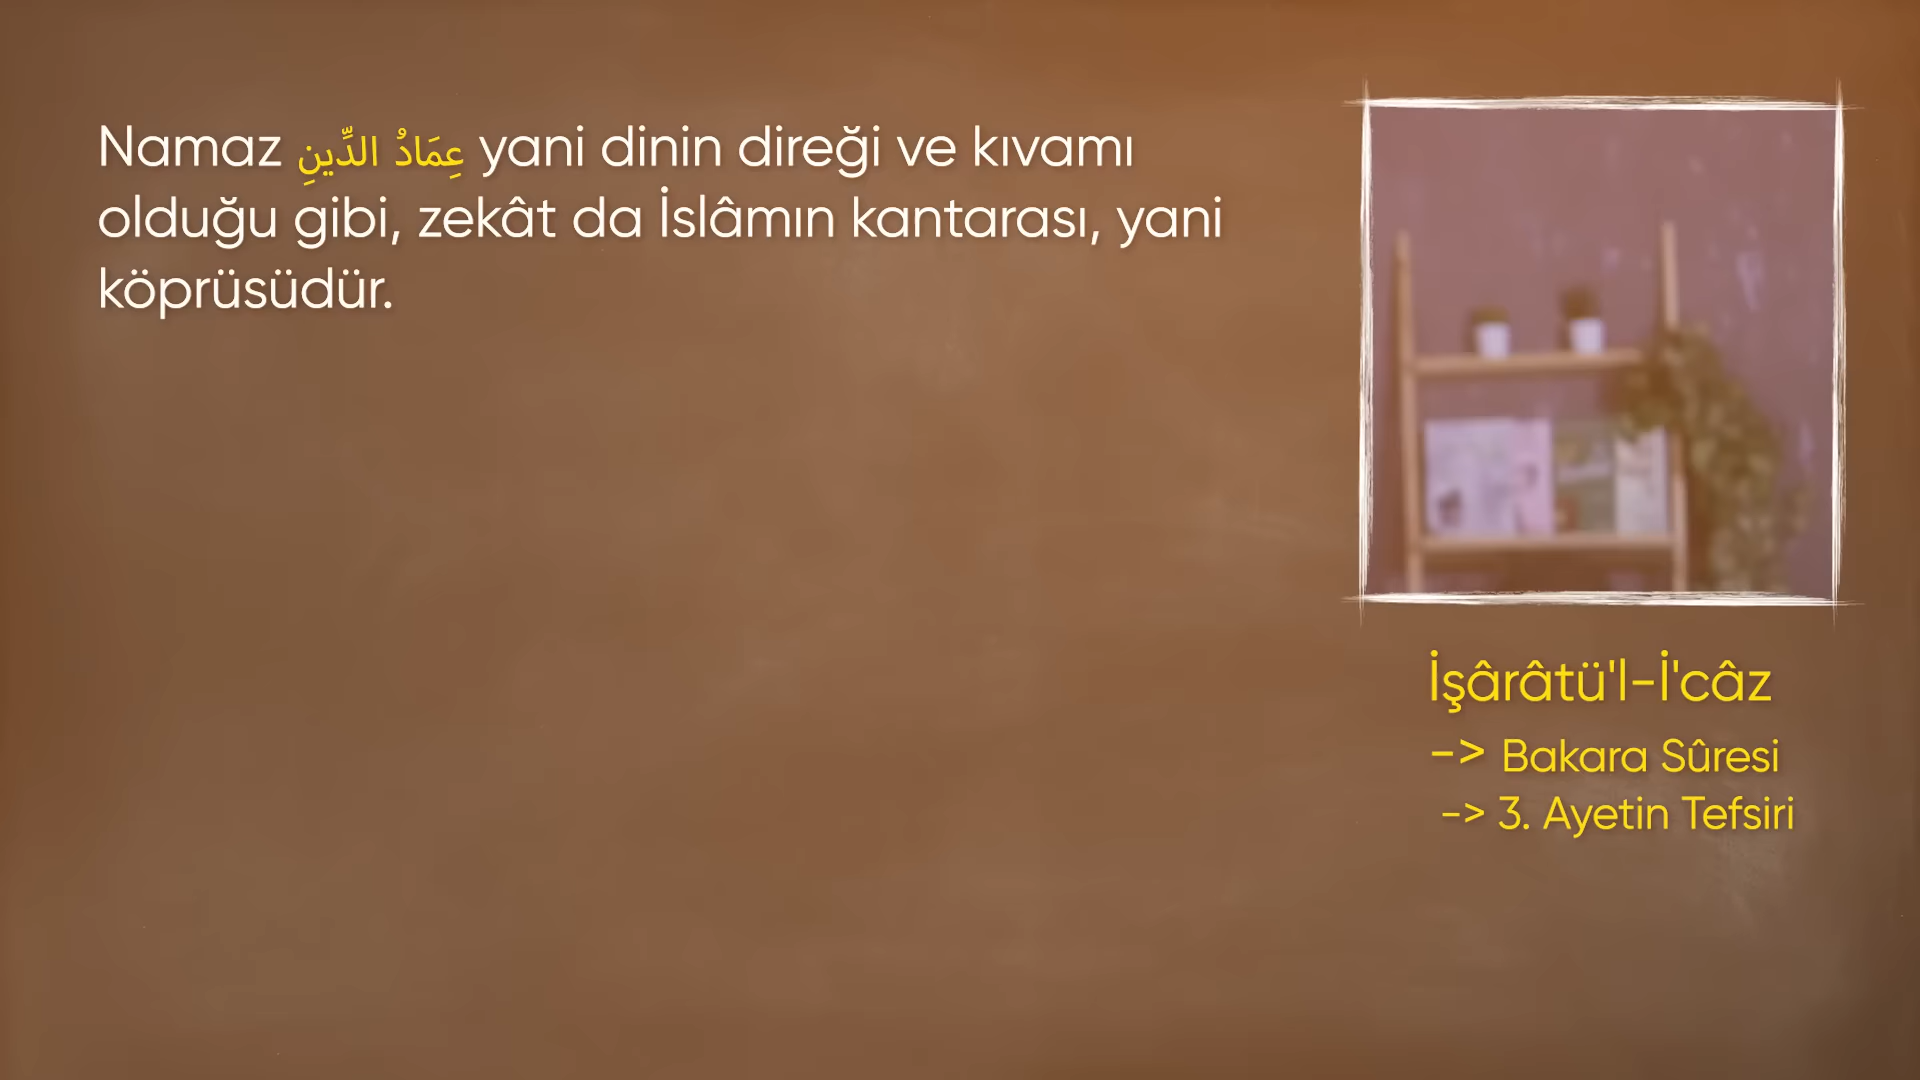 Namaz عِمَادُ الدِّينِ yani dinin direği ve kıvamı
olduğu gibi, zekât da İslâmın kantarası, yani
köprüsüdür.
İşârâtü'l-İ'câz
-> Bakara Sûresi
-> 3. Ayetin Tefsiri